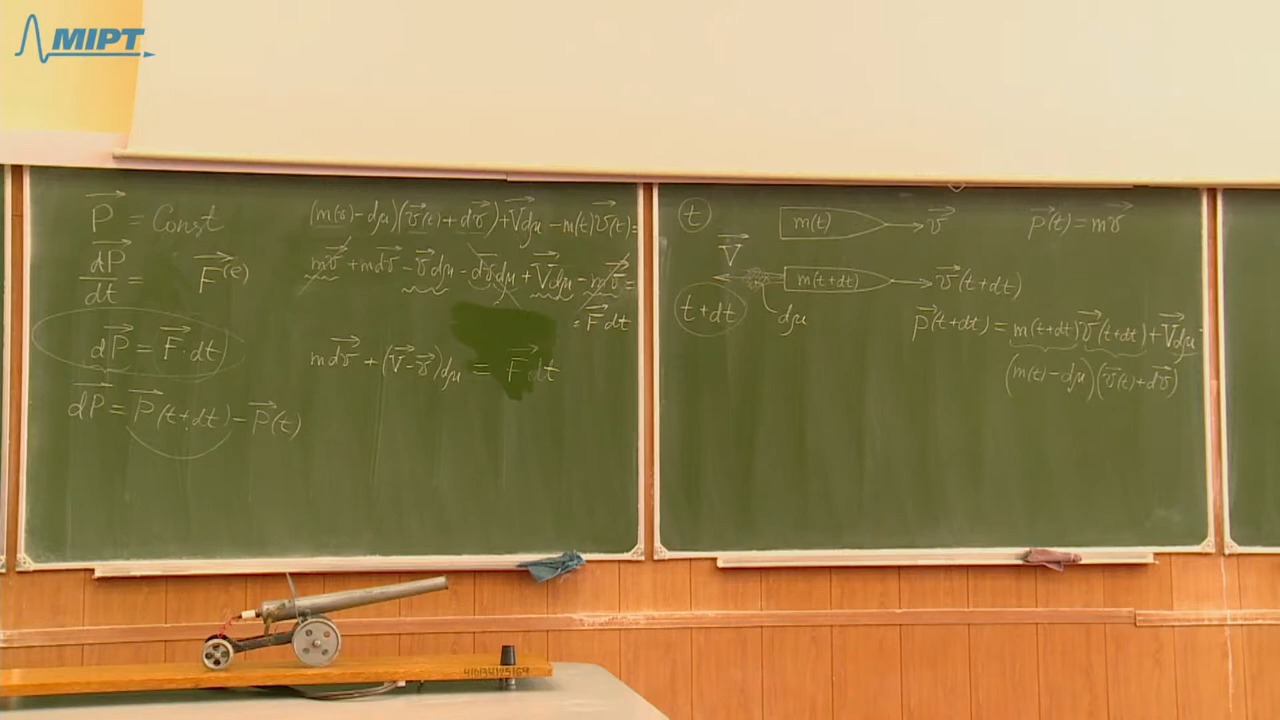 MIPT
P⃗ = Const
dP⃗/dt = F⃗⁽ᵉ⁾
dP⃗ = F⃗·dt
dP⃗ = P⃗(t+dt) − P⃗(t)
(m(t) − dμ)(v⃗(t) + dv⃗) + V⃗dμ − m(t)v⃗(t) =
mv⃗ + mdv⃗ − v⃗dμ − dv⃗dμ + V⃗dμ − mv⃗ =
= F⃗dt
mdv⃗ + (V⃗ − v⃗)dμ = F⃗dt
t m(t) v⃗ p⃗(t) = mv⃗
V⃗ m(t+dt) v⃗(t+dt)
t+dt dμ p⃗(t+dt) = m(t+dt)v⃗(t+dt) + V⃗dμ
(m(t) − dμ)(v⃗(t) + dv⃗)